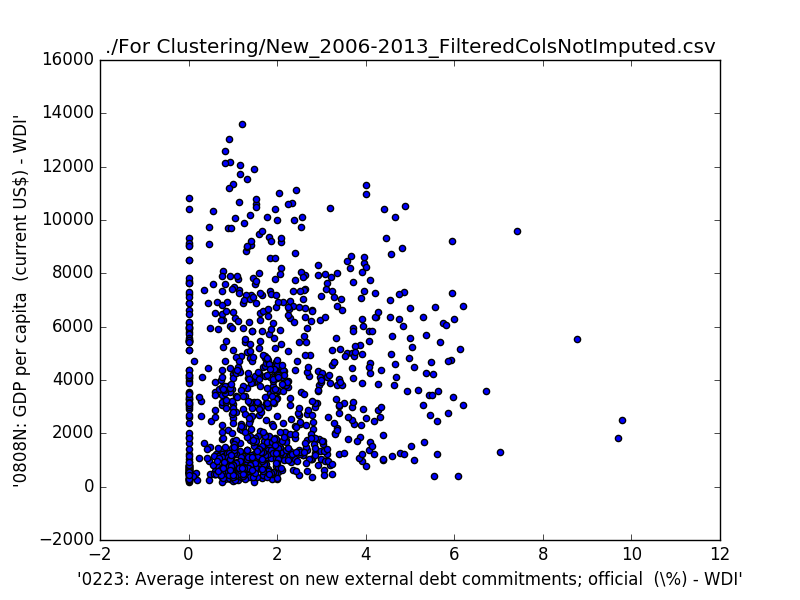 ./For Clustering/New_2006-2013_FilteredColsNotImputed.csv
16000
14000
12000
10000
8000
6000
4000
2000
0
−2000
'0808N: GDP per capita  (current US$) - WDI'
−2 0 2 4 6 8 10 12
'0223: Average interest on new external debt commitments; official  (\%) - WDI'